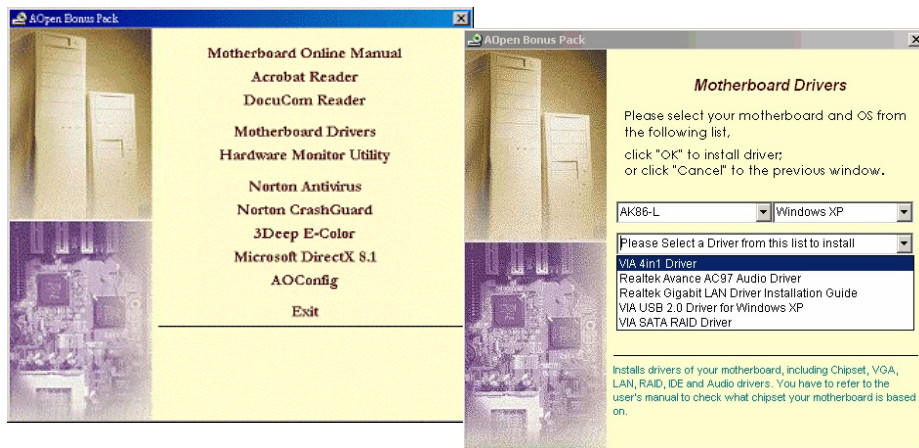 AOpen Bonus Pack
Motherboard Online Manual
Acrobat Reader
DocuCom Reader
Motherboard Drivers
Hardware Monitor Utility
Norton Antivirus
Norton CrashGuard
3Deep E-Color
Microsoft DirectX 8.1
AOConfig
Exit
AOpen Bonus Pack
Motherboard Drivers
Please select your motherboard and OS from
the following list,
click "OK" to install driver;
or click "Cancel" to the previous window.
AK86-L Windows XP
Please Select a Driver from this list to install
VIA 4in1 Driver
Realtek Avance AC97 Audio Driver
Realtek Gigabit LAN Driver Installation Guide
VIA USB 2.0 Driver for Windows XP
VIA SATA RAID Driver
Installs drivers of your motherboard, including Chipset, VGA,
LAN, RAID, IDE and Audio drivers. You have to refer to the
user's manual to check what chipset your motherboard is based
on.